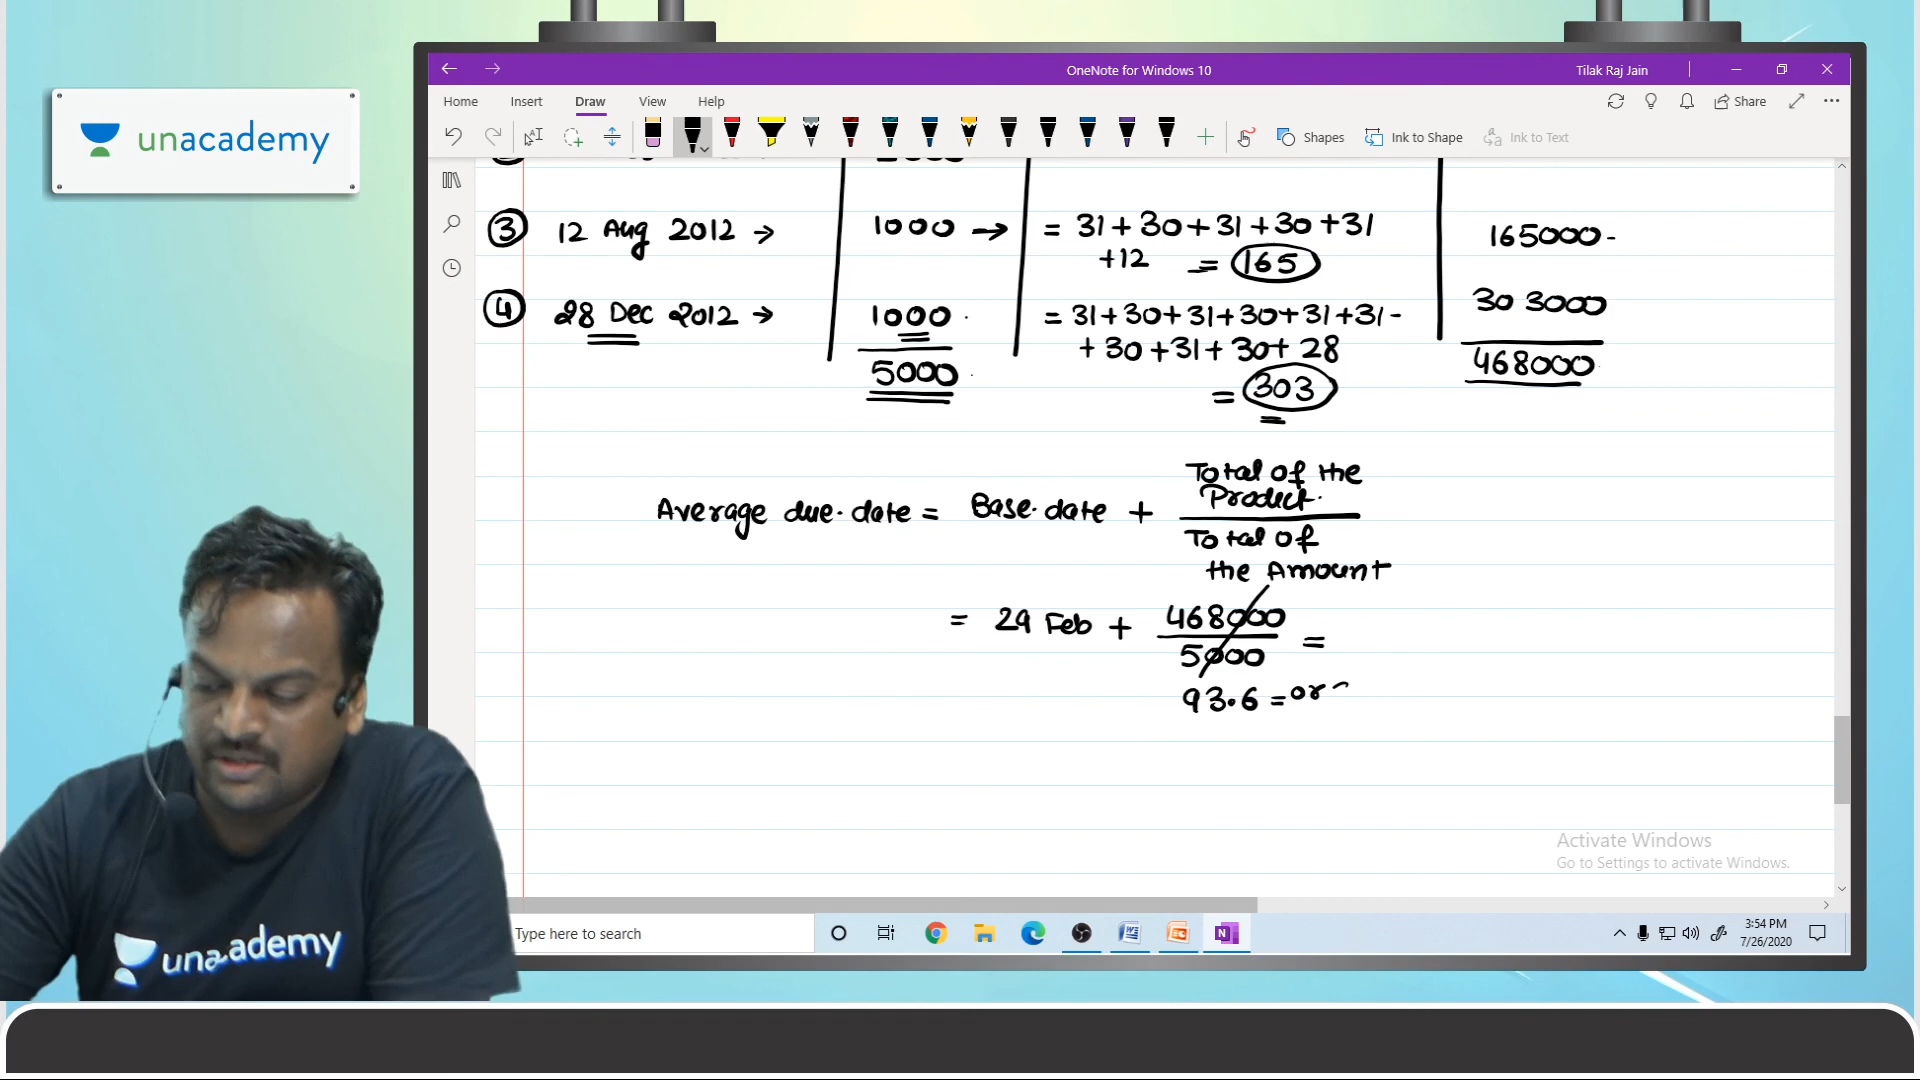 unacademy
OneNote for Windows 10
Tilak Raj Jain
Home Insert Draw View Help
Share
Shapes
Ink to Shape
Ink to Text
③ 12 Aug 2012 → 1000 → = 31 + 30 + 31 + 30 + 31 165000-
+12 = 165
④ 28 Dec 2012 → 1000 = 31+30+31+30+31+31- 303000
+ 30 + 31 + 30 + 28
5000 468000
= 303
Average due date = Base date + Total of the
Product
Total of
the Amount
= 29 Feb + 468000
5000 =
93.6 = or
Activate Windows
Go to Settings to activate Windows.
Type here to search
3:54 PM
7/26/2020
unacademy